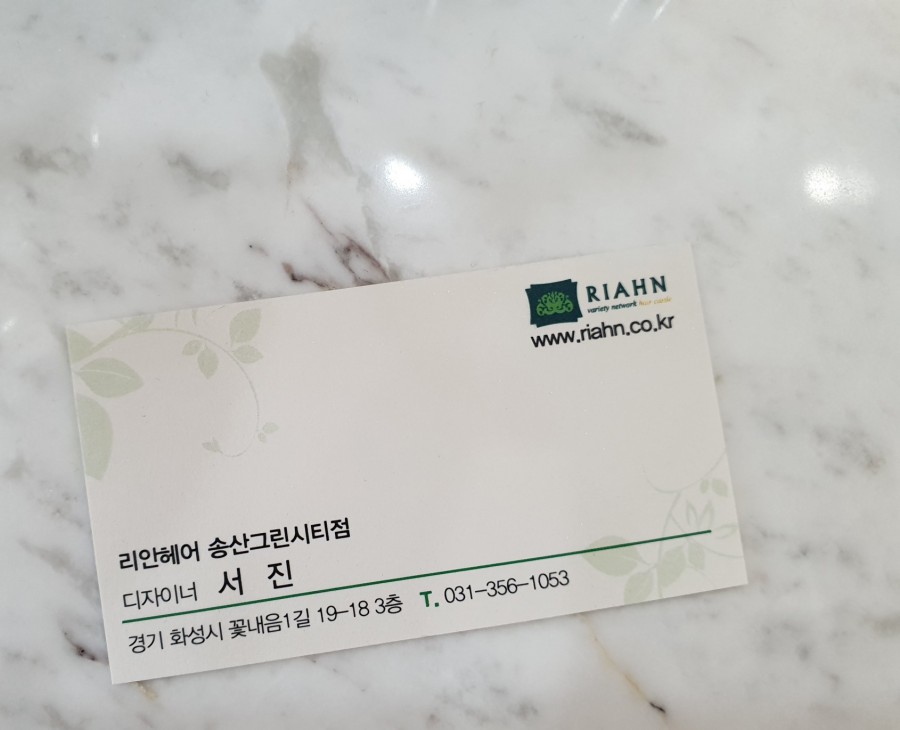 RIAHN
variety network hair castle
www.riahn.co.kr
리안헤어 송산그린시티점
디자이너 서 진
경기 화성시 꽃내음1길 19-18 3층 T. 031-356-1053